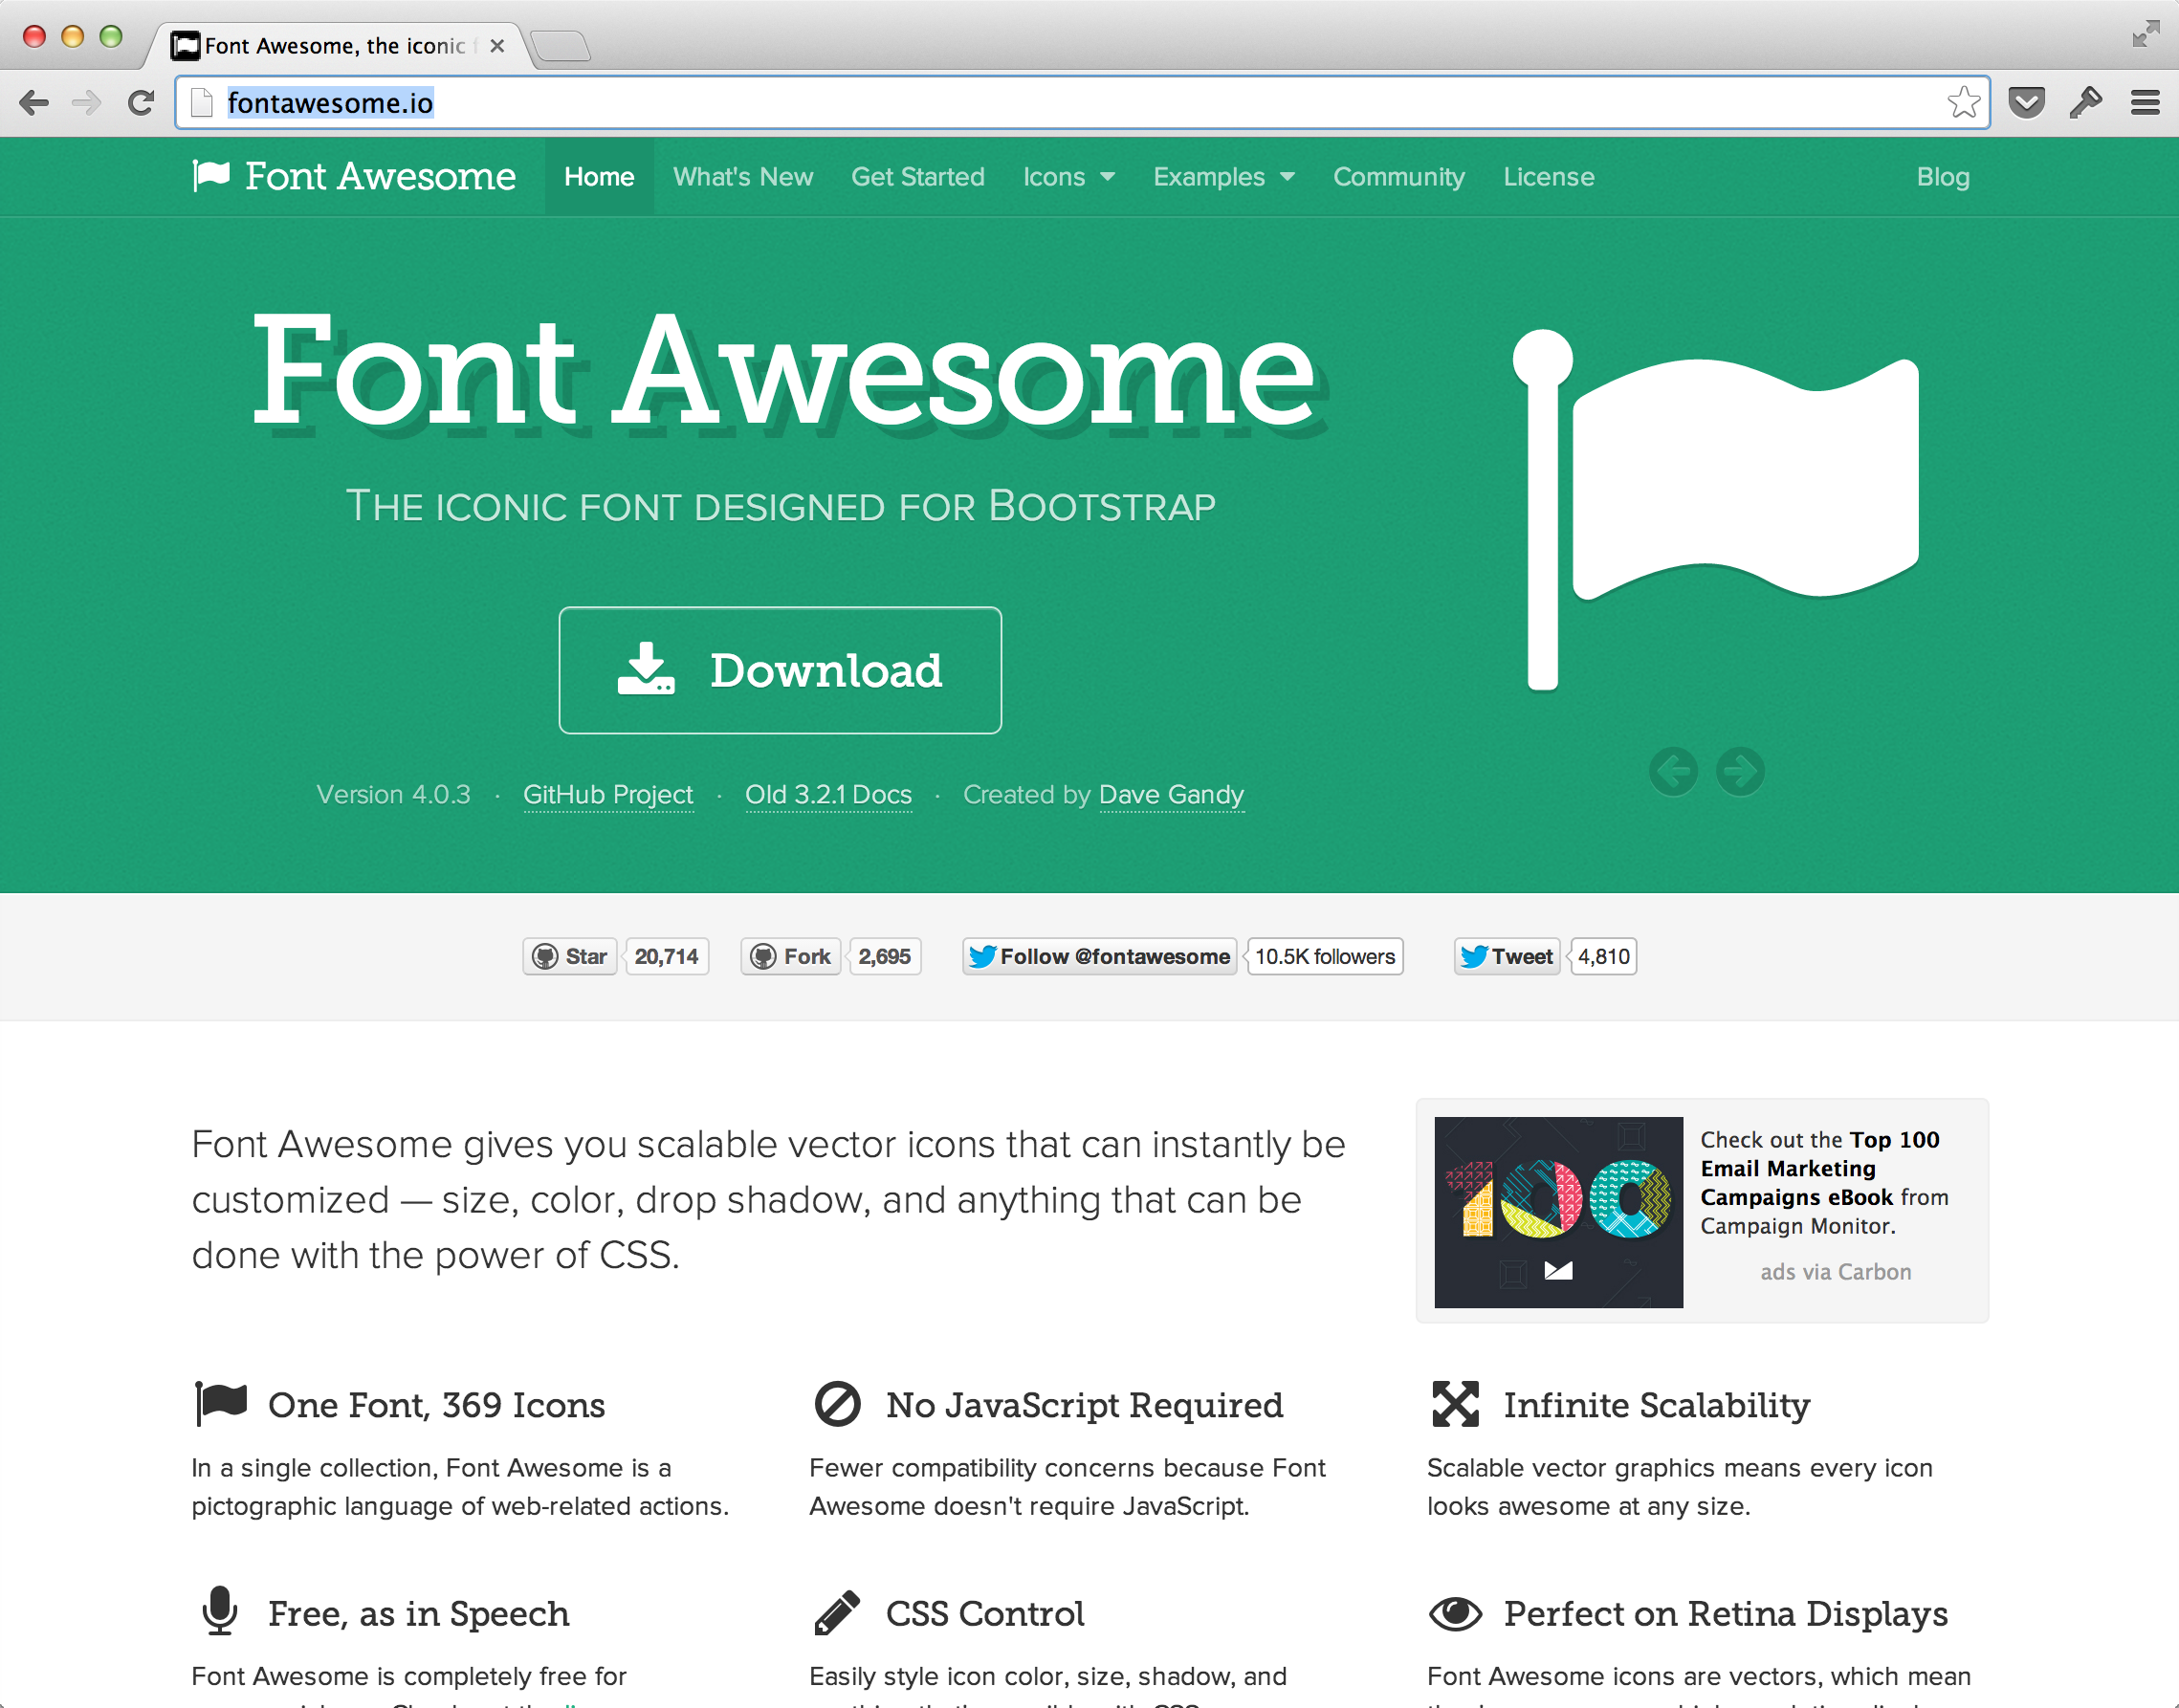 Font Awesome, the iconic
fontawesome.io
Font Awesome
Home
What's New
Get Started
Icons
Examples
Community
License
Blog
Font Awesome
The iconic font designed for Bootstrap
Download
Version 4.0.3 · GitHub Project · Old 3.2.1 Docs · Created by Dave Gandy
Star 20,714
Fork 2,695
Follow @fontawesome 10.5K followers
Tweet 4,810
Font Awesome gives you scalable vector icons that can instantly be
customized — size, color, drop shadow, and anything that can be
done with the power of CSS.
100
Check out the Top 100
Email Marketing
Campaigns eBook from
Campaign Monitor.
ads via Carbon
One Font, 369 Icons
In a single collection, Font Awesome is a
pictographic language of web-related actions.
No JavaScript Required
Fewer compatibility concerns because Font
Awesome doesn't require JavaScript.
Infinite Scalability
Scalable vector graphics means every icon
looks awesome at any size.
Free, as in Speech
Font Awesome is completely free for
CSS Control
Easily style icon color, size, shadow, and
Perfect on Retina Displays
Font Awesome icons are vectors, which mean